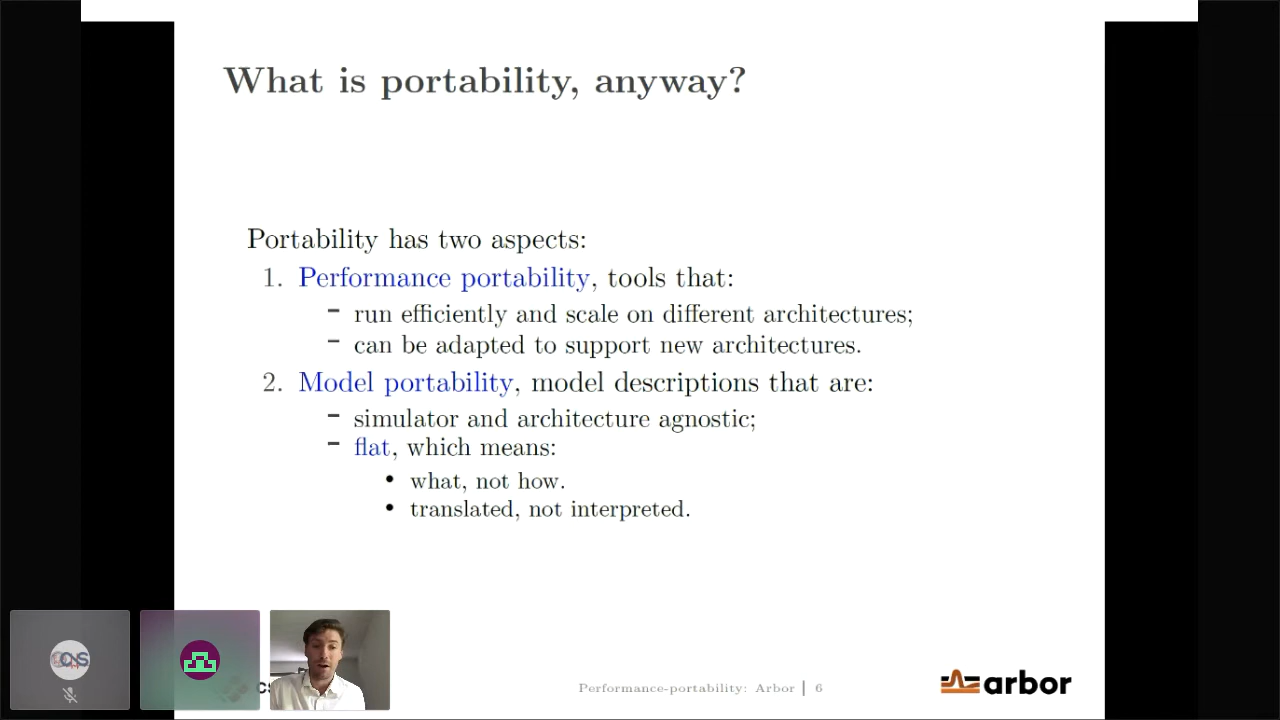 What is portability, anyway?
Portability has two aspects:
1. Performance portability, tools that:
– run efficiently and scale on different architectures;
– can be adapted to support new architectures.
2. Model portability, model descriptions that are:
– simulator and architecture agnostic;
– flat, which means:
• what, not how.
• translated, not interpreted.
Performance-portability: Arbor | 6
arbor